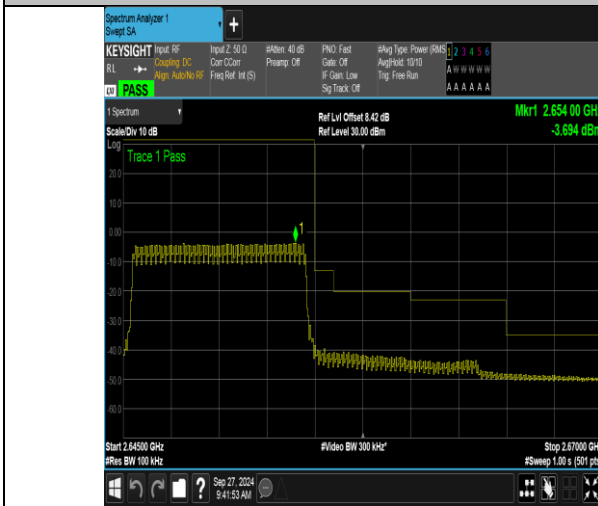 Spectrum Analyzer 1
Swept SA
KEYSIGHT Input: RF Input Z: 50 Ω #Atten: 40 dB PNO: Fast #Avg Type: Power (RMS 1 2 3 4 5 6
RL Coupling: DC Corr CCorr Preamp: Off Gate: Off Avg|Hold: 10/10 A W W W W W
Align: Auto/No RF Freq Ref: Int (S) IF Gain: Low Trig: Free Run
PASS Sig Track: Off A A A A A A
1 Spectrum Ref Lvl Offset 8.42 dB Mkr1 2.654 00 GH
Scale/Div 10 dB Ref Level 30.00 dBm -3.694 dBm
Log
Trace 1 Pass
20.0
10.0
0.00
1
-10.0
-20.0
-30.0
-40.0
-50.0
-60.0
Start 2.64500 GHz #Video BW 300 kHz* Stop 2.67000 GH
#Res BW 100 kHz #Sweep 1.00 s (501 pts
Sep 27, 2024
9:41:53 AM